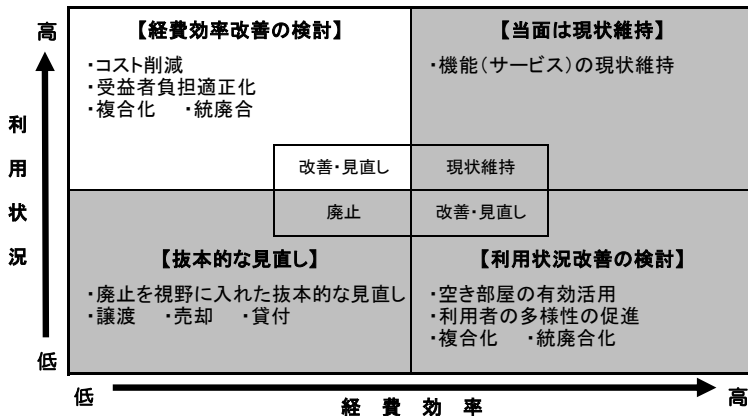 高
利
用
状
況
低
【経費効率改善の検討】
・コスト削減
・受益者負担適正化
・複合化　・統廃合
【当面は現状維持】
・機能(サービス)の現状維持
改善・見直し
現状維持
廃止
改善・見直し
【抜本的な見直し】
・廃止を視野に入れた抜本的な見直し
・譲渡　・売却　・貸付
【利用状況改善の検討】
・空き部屋の有効活用
・利用者の多様性の促進
・複合化　・統廃合化
低
経　費　効　率
高